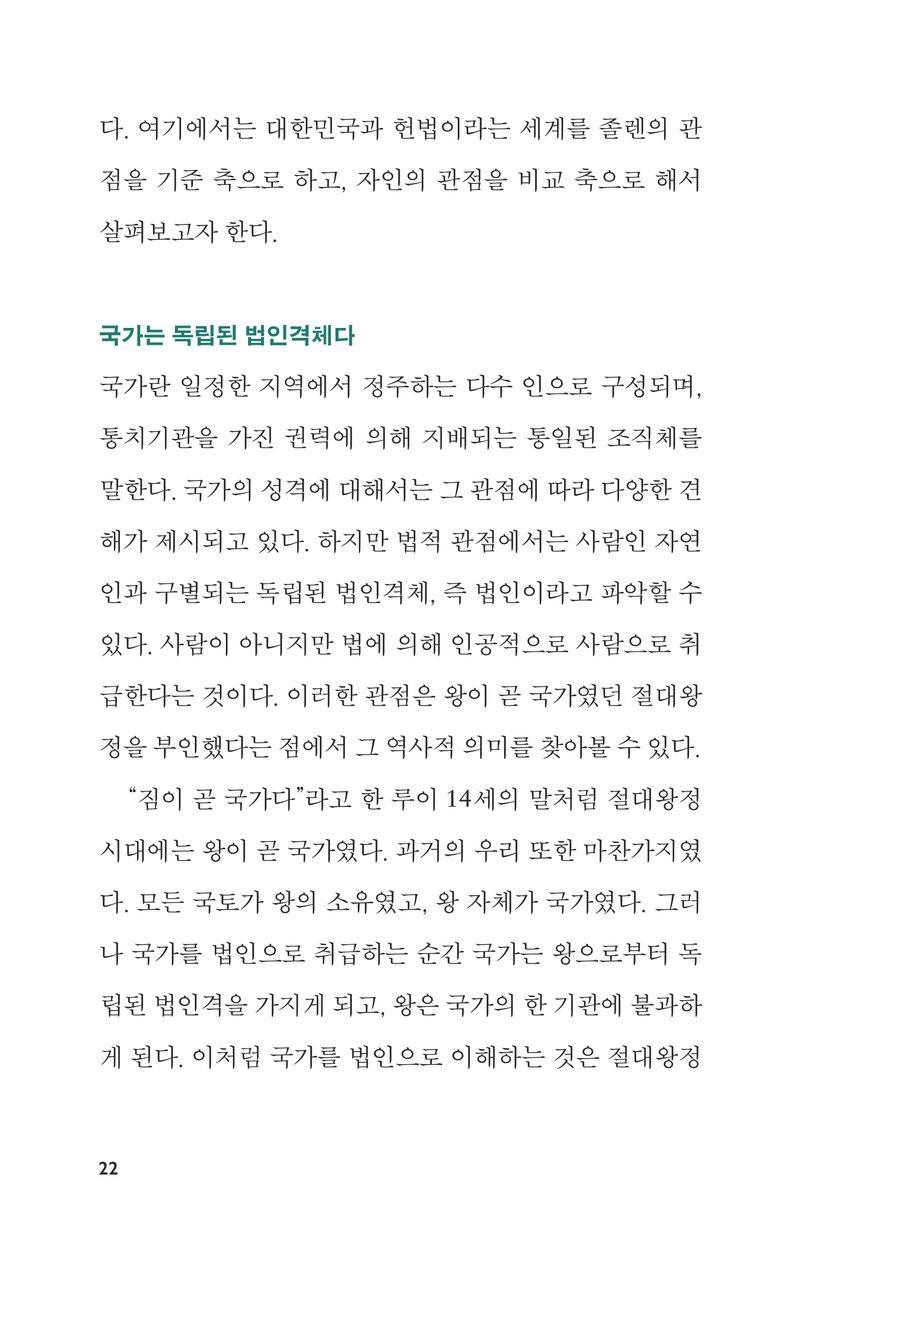 다. 여기에서는 대한민국과 헌법이라는 세계를 졸렌의 관
점을 기준 축으로 하고, 자인의 관점을 비교 축으로 해서
살펴보고자 한다.
국가는 독립된 법인격체다
국가란 일정한 지역에서 정주하는 다수 인으로 구성되며,
통치기관을 가진 권력에 의해 지배되는 통일된 조직체를
말한다. 국가의 성격에 대해서는 그 관점에 따라 다양한 견
해가 제시되고 있다. 하지만 법적 관점에서는 사람인 자연
인과 구별되는 독립된 법인격체, 즉 법인이라고 파악할 수
있다. 사람이 아니지만 법에 의해 인공적으로 사람으로 취
급한다는 것이다. 이러한 관점은 왕이 곧 국가였던 절대왕
정을 부인했다는 점에서 그 역사적 의미를 찾아볼 수 있다.
“짐이 곧 국가다”라고 한 루이 14세의 말처럼 절대왕정
시대에는 왕이 곧 국가였다. 과거의 우리 또한 마찬가지였
다. 모든 국토가 왕의 소유였고, 왕 자체가 국가였다. 그러
나 국가를 법인으로 취급하는 순간 국가는 왕으로부터 독
립된 법인격을 가지게 되고, 왕은 국가의 한 기관에 불과하
게 된다. 이처럼 국가를 법인으로 이해하는 것은 절대왕정
22